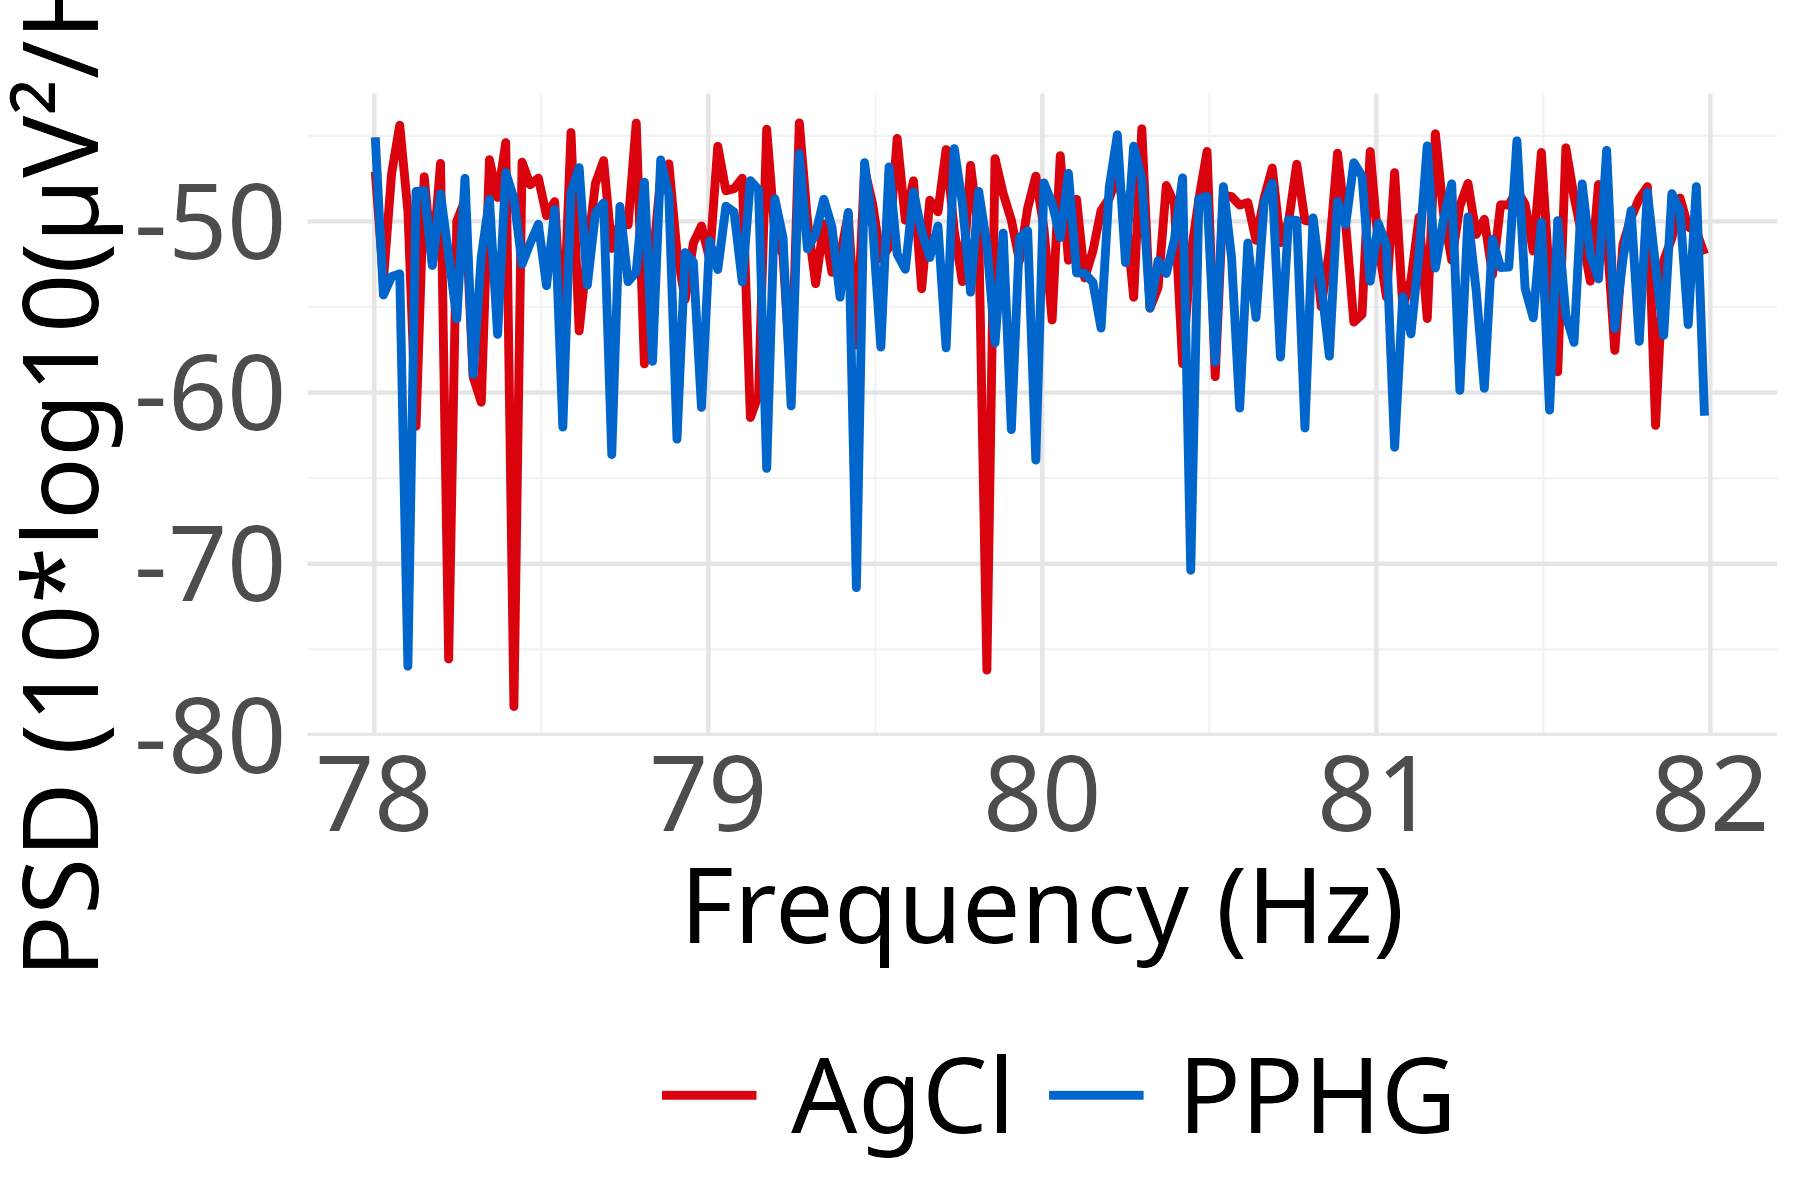 PSD (10*log10(µV²/H
-50
-60
-70
-80
78 79 80 81 82
Frequency (Hz)
AgCl PPHG